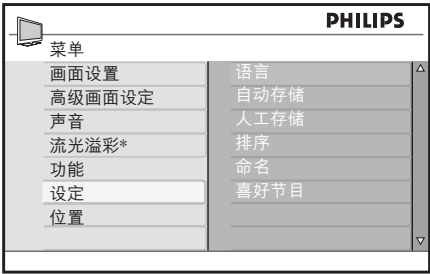 PHILIPS
菜单
画面设置
高级画面设定
声音
流光溢彩*
功能
设定
位置
语言
自动存储
人工存储
排序
命名
喜好节目